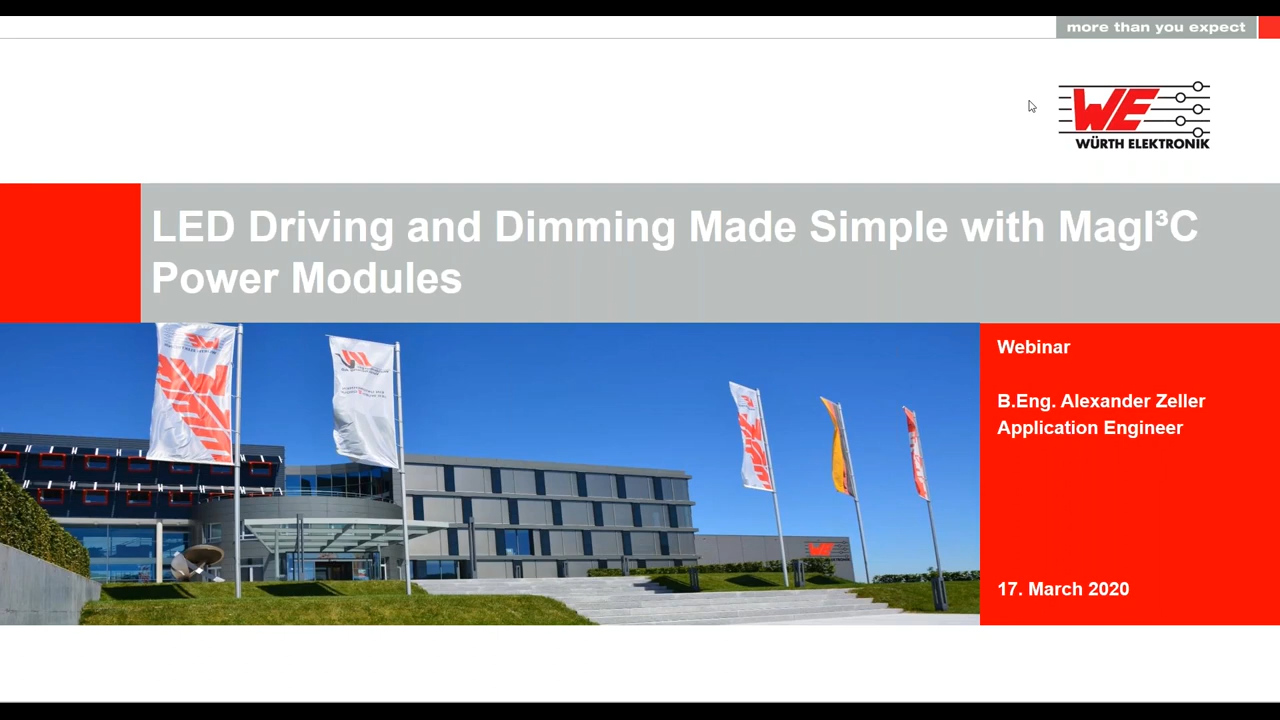 more than you expect
WE
WÜRTH ELEKTRONIK
LED Driving and Dimming Made Simple with MagI³C
Power Modules
Webinar
B.Eng. Alexander Zeller
Application Engineer
17. March 2020